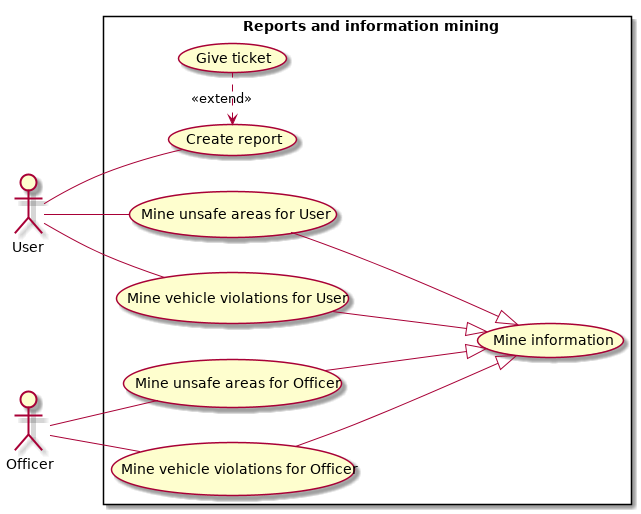 Reports and information mining
Give ticket
«extend»
Create report
Mine unsafe areas for User
User
Mine vehicle violations for User
Mine information
Mine unsafe areas for Officer
Officer
Mine vehicle violations for Officer